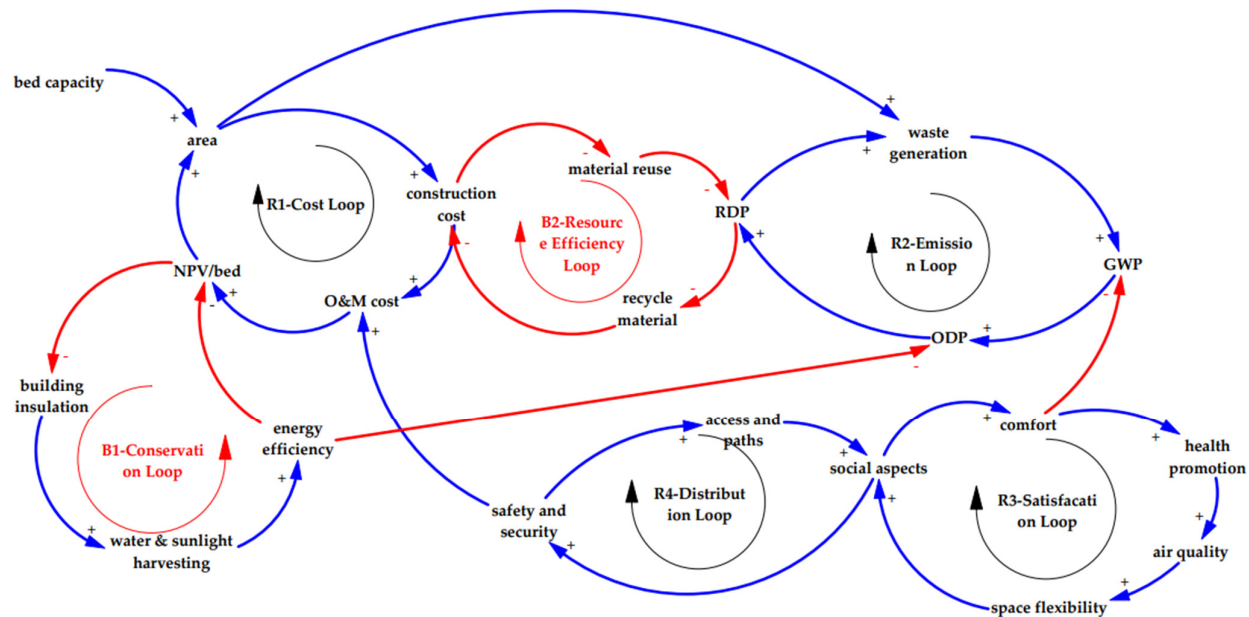 bed capacity
+
area
+
+
construction
cost
+
-
material reuse
-
-
RDP
+
waste
generation
+
+
+
GWP
-
R1-Cost Loop
B2-Resourc
e Efficiency
Loop
R2-Emissio
n Loop
NPV/bed
+
-
O&M cost
+
+
recycle
material
-
ODP
+
-
building
insulation
-
B1-Conservati
on Loop
energy
efficiency
+
water & sunlight
harvesting
+
access and
paths
+
social aspects
+
+
comfort
+
health
promotion
+
safety and
security
+
R4-Distribut
ion Loop
R3-Satisfacati
on Loop
air quality
+
space flexibility
+